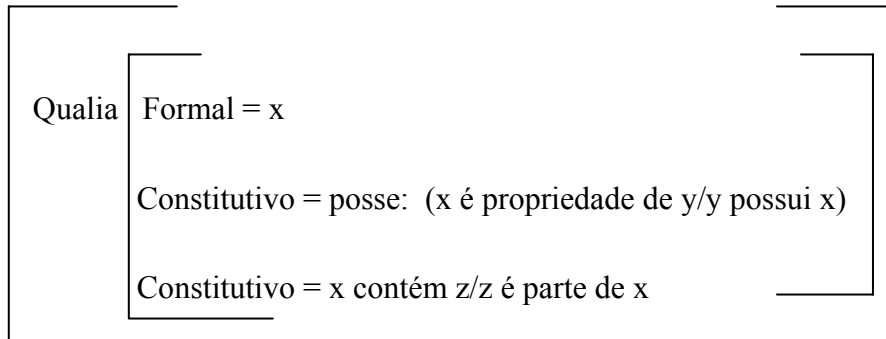 Qualia Formal = x
Constitutivo = posse: (x é propriedade de y/y possui x)
Constitutivo = x contém z/z é parte de x